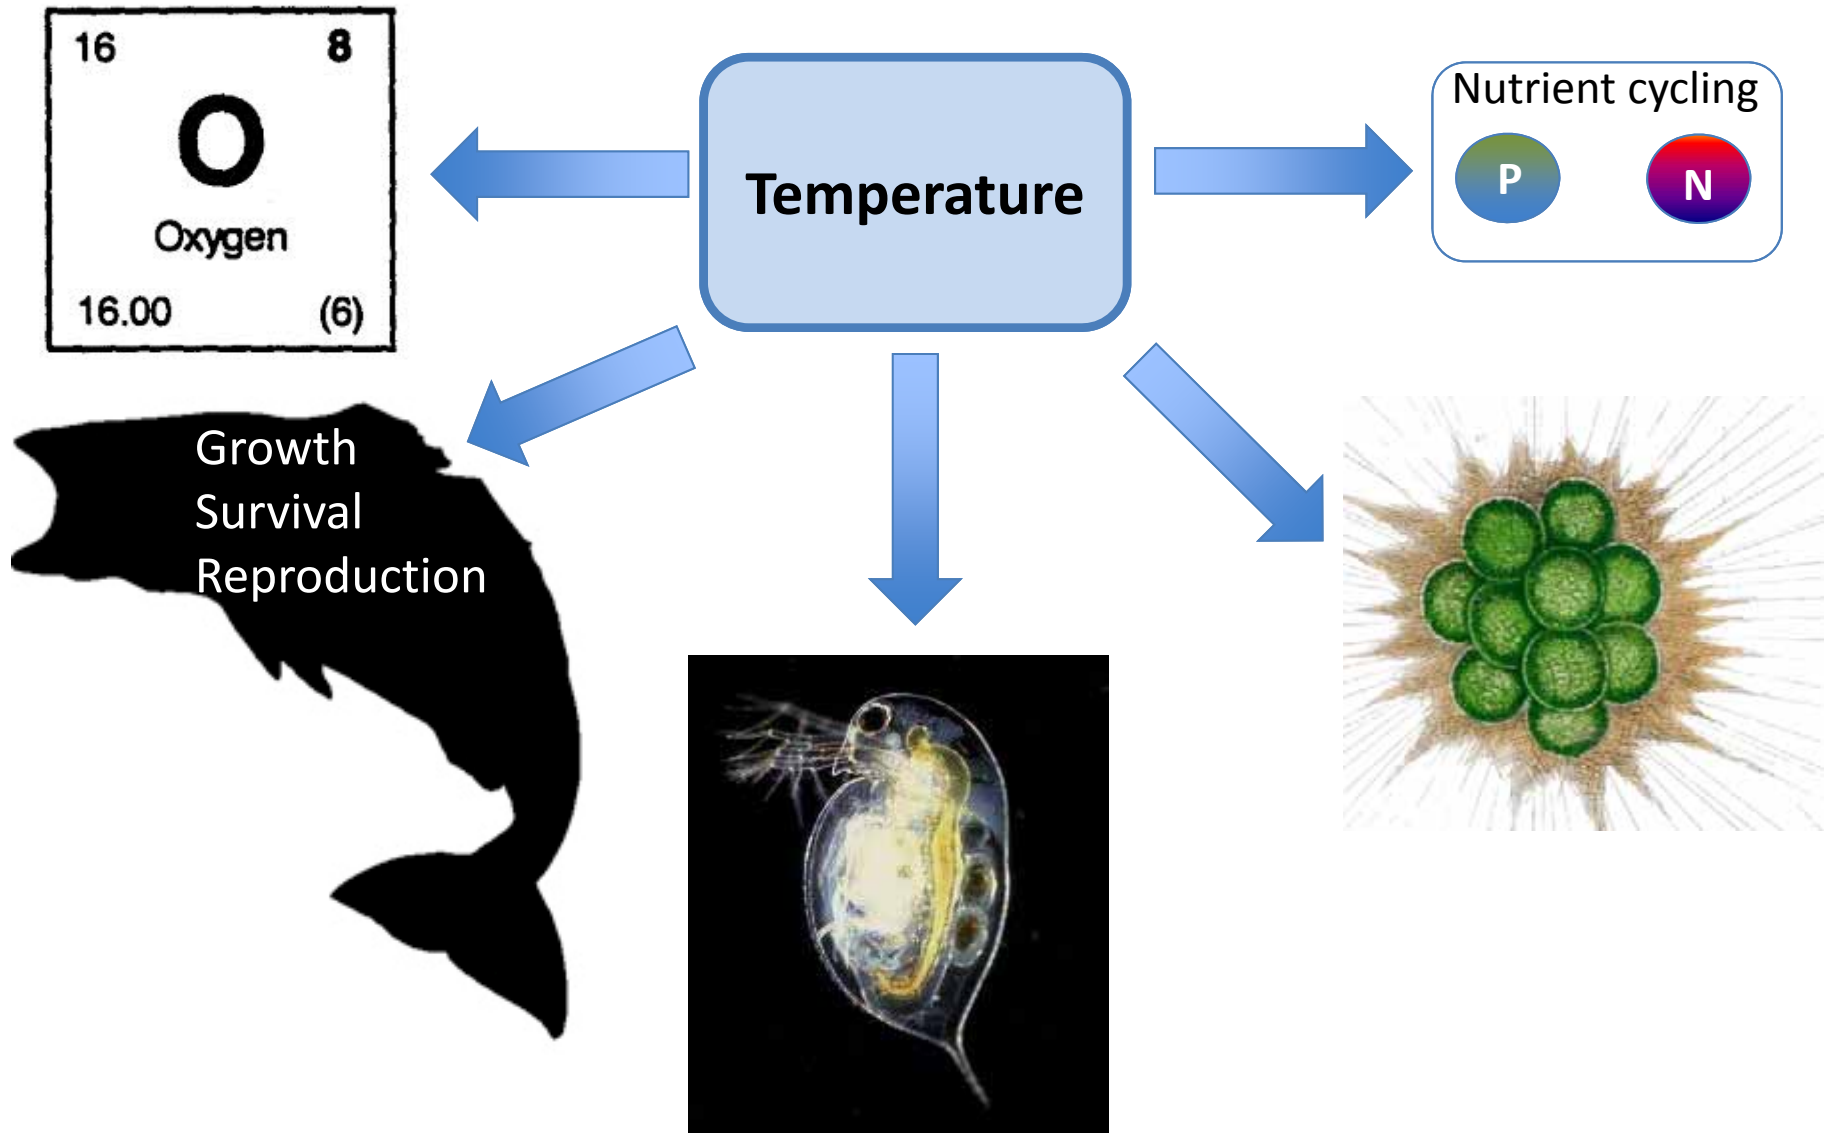 16 8
O
Oxygen
16.00 (6)
Temperature
Nutrient cycling
P N
Growth
Survival
Reproduction